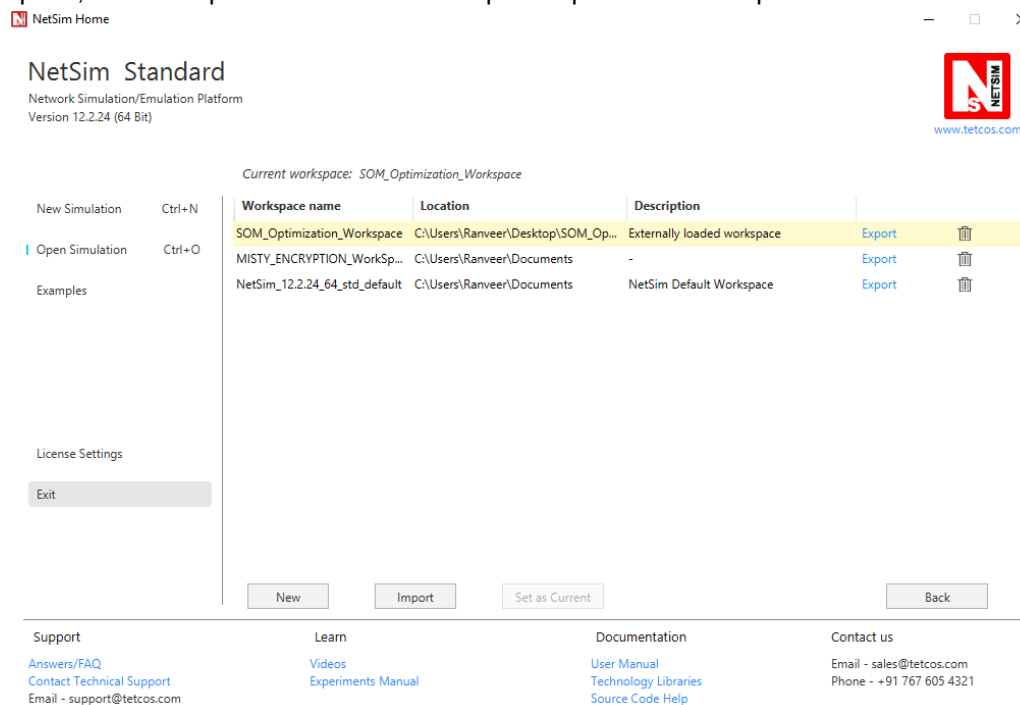 NetSim Home
NetSim Standard
Network Simulation/Emulation Platform
Version 12.2.24 (64 Bit)
NS NETSIM
www.tetcos.com
Current workspace: SOM_Optimization_Workspace
New Simulation Ctrl+N
Open Simulation Ctrl+O
Examples
License Settings
Exit
Workspace name Location Description
SOM_Optimization_Workspace C:\Users\Ranveer\Desktop\SOM_Op... Externally loaded workspace Export
MISTY_ENCRYPTION_WorkSp... C:\Users\Ranveer\Documents - Export
NetSim_12.2.24_64_std_default C:\Users\Ranveer\Documents NetSim Default Workspace Export
New Import Set as Current Back
Support Learn Documentation Contact us
Answers/FAQ Videos User Manual Email - sales@tetcos.com
Contact Technical Support Experiments Manual Technology Libraries Phone - +91 767 605 4321
Email - support@tetcos.com Source Code Help